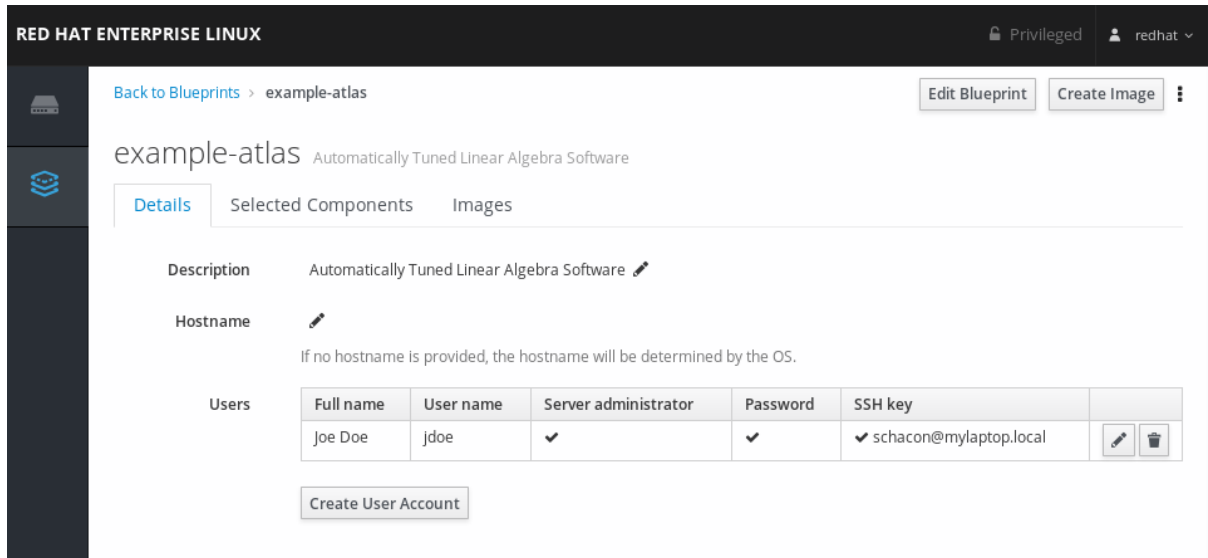 RED HAT ENTERPRISE LINUX Privileged redhat
Back to Blueprints › example-atlas Edit Blueprint Create Image
example-atlas Automatically Tuned Linear Algebra Software
Details Selected Components Images
Description Automatically Tuned Linear Algebra Software
Hostname
If no hostname is provided, the hostname will be determined by the OS.
Users Full name User name Server administrator Password SSH key
Joe Doe jdoe ✔ ✔ ✔ schacon@mylaptop.local
Create User Account